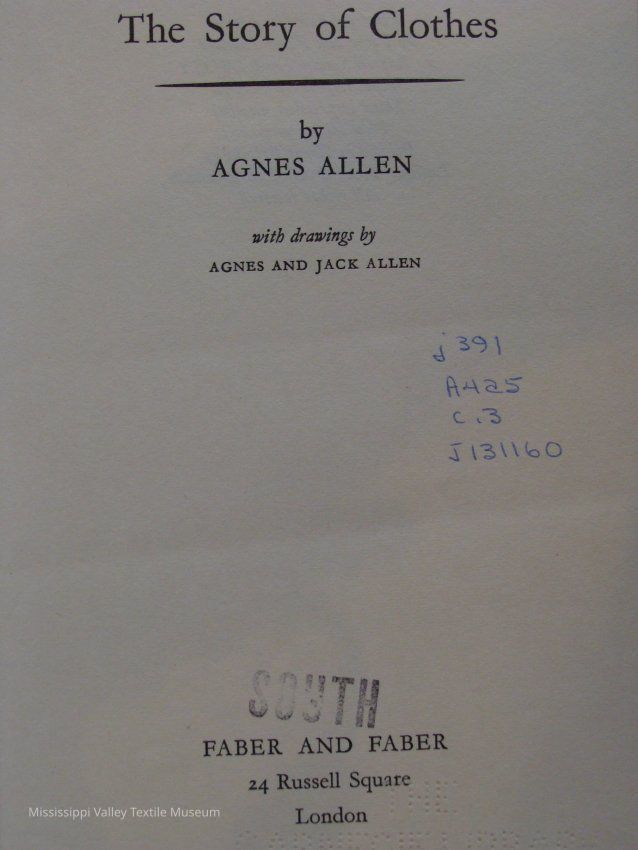 The Story of Clothes
by
AGNES ALLEN
with drawings by
AGNES AND JACK ALLEN
j 391
A425
c.3
J131160
SOUTH
FABER AND FABER
24 Russell Square
London
Mississippi Valley Textile Museum